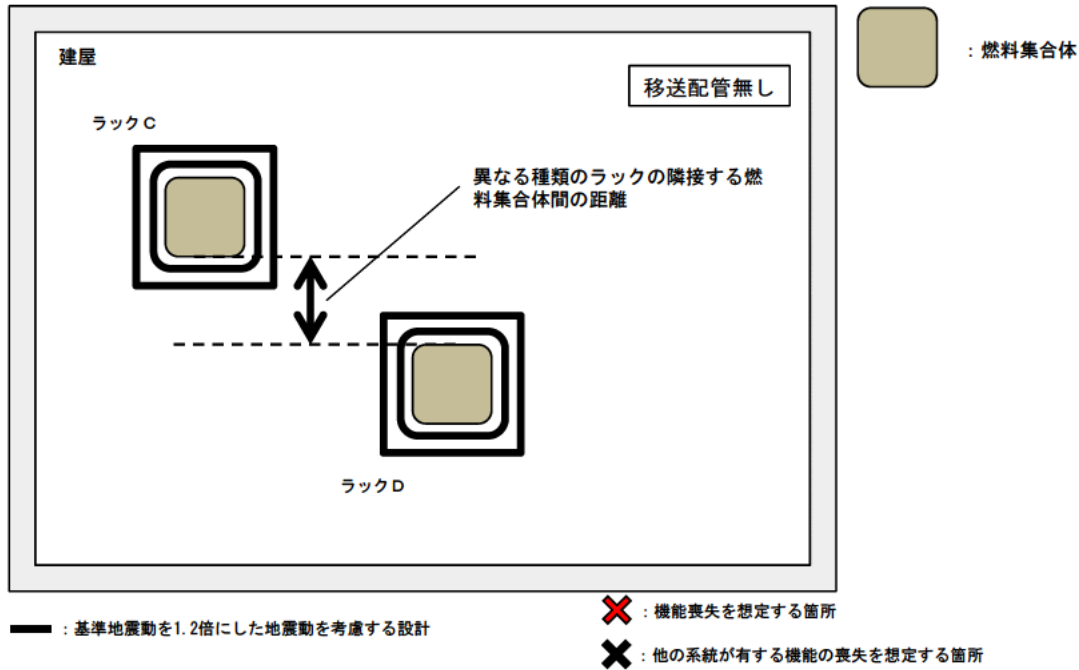 建屋
：燃料集合体
移送配管無し
ラックＣ
異なる種類のラックの隣接する燃
料集合体間の距離
ラックＤ
：機能喪失を想定する箇所
：基準地震動を1.2倍にした地震動を考慮する設計
：他の系統が有する機能の喪失を想定する箇所